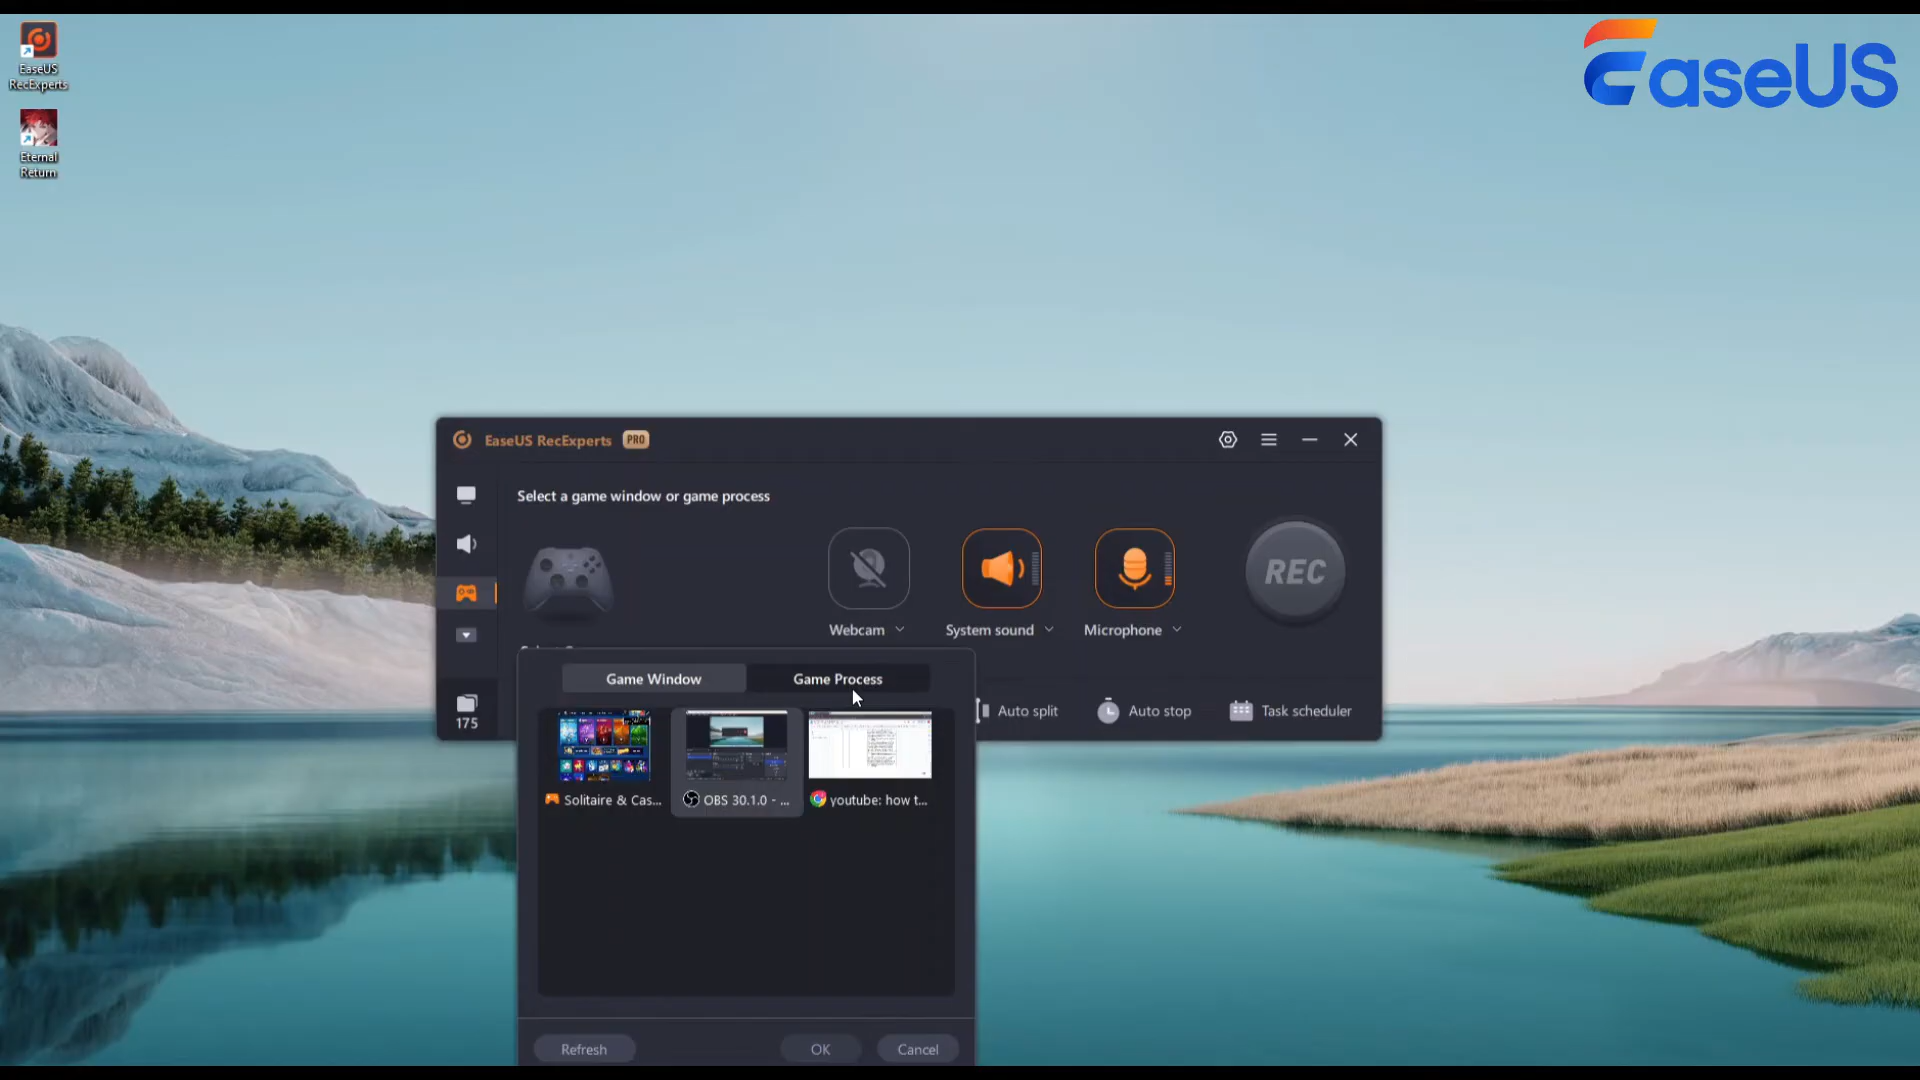 EaseUS
RecExperts
Eternal
Return
EaseUS
EaseUS RecExperts PRO
Select a game window or game process
REC
Webcam
System sound
Microphone
175
Game Window
Game Process
Auto split
Auto stop
Task scheduler
Solitaire & Cas...
OBS 30.1.0 - ...
youtube: how t...
Refresh
OK
Cancel